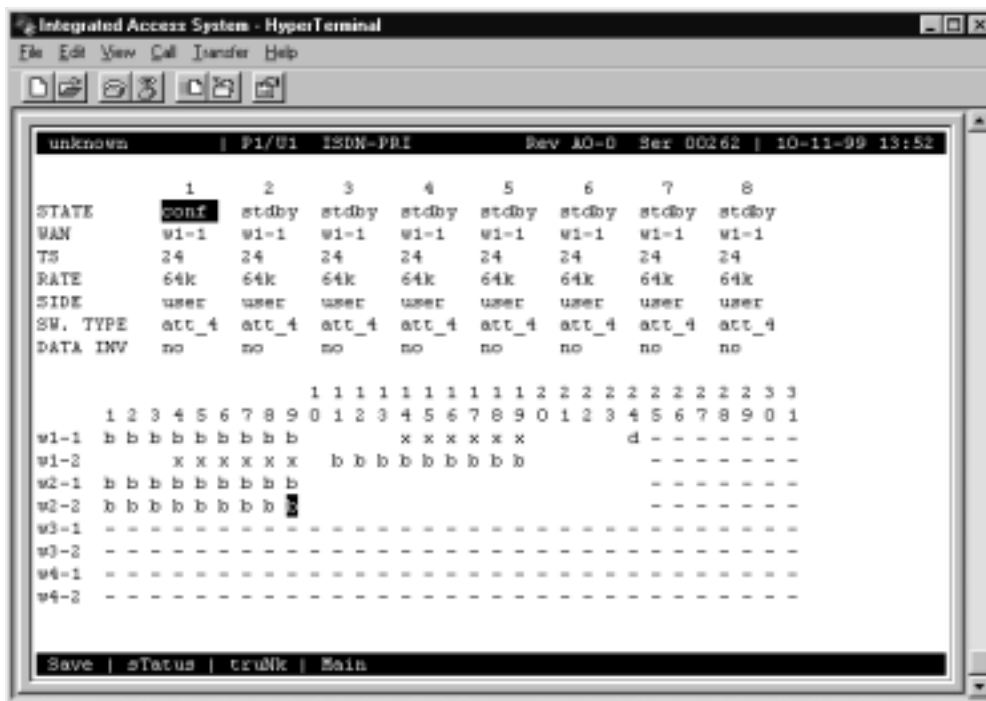 Integrated Access System - HyperTerminal
File Edit View Call Transfer Help
unknown | P1/U1 ISDN-PRI Rev A0-0 Ser 00262 | 10-11-99 13:52
1 2 3 4 5 6 7 8
STATE conf stdby stdby stdby stdby stdby stdby stdby
WAN w1-1 w1-1 w1-1 w1-1 w1-1 w1-1 w1-1 w1-1
TS 24 24 24 24 24 24 24 24
RATE 64k 64k 64k 64k 64k 64k 64k 64k
SIDE user user user user user user user user
SW. TYPE att_4 att_4 att_4 att_4 att_4 att_4 att_4 att_4
DATA INV no no no no no no no no
1 1 1 1 1 1 1 1 1 1 2 2 2 2 2 2 2 2 2 2 3 3
1 2 3 4 5 6 7 8 9 0 1 2 3 4 5 6 7 8 9 0 1 2 3 4 5 6 7 8 9 0 1
w1-1 b b b b b b b b b x x x x x x d - - - - - - -
w1-2 x x x x x x b b b b b b b b b - - - - - - -
w2-1 b b b b b b b b b - - - - - - -
w2-2 b b b b b b b b b - - - - - - -
w3-1 - - - - - - - - - - - - - - - - - - - - - - - - - - - - - - -
w3-2 - - - - - - - - - - - - - - - - - - - - - - - - - - - - - - -
w4-1 - - - - - - - - - - - - - - - - - - - - - - - - - - - - - - -
w4-2 - - - - - - - - - - - - - - - - - - - - - - - - - - - - - - -
Save | sTatus | truNk | Main